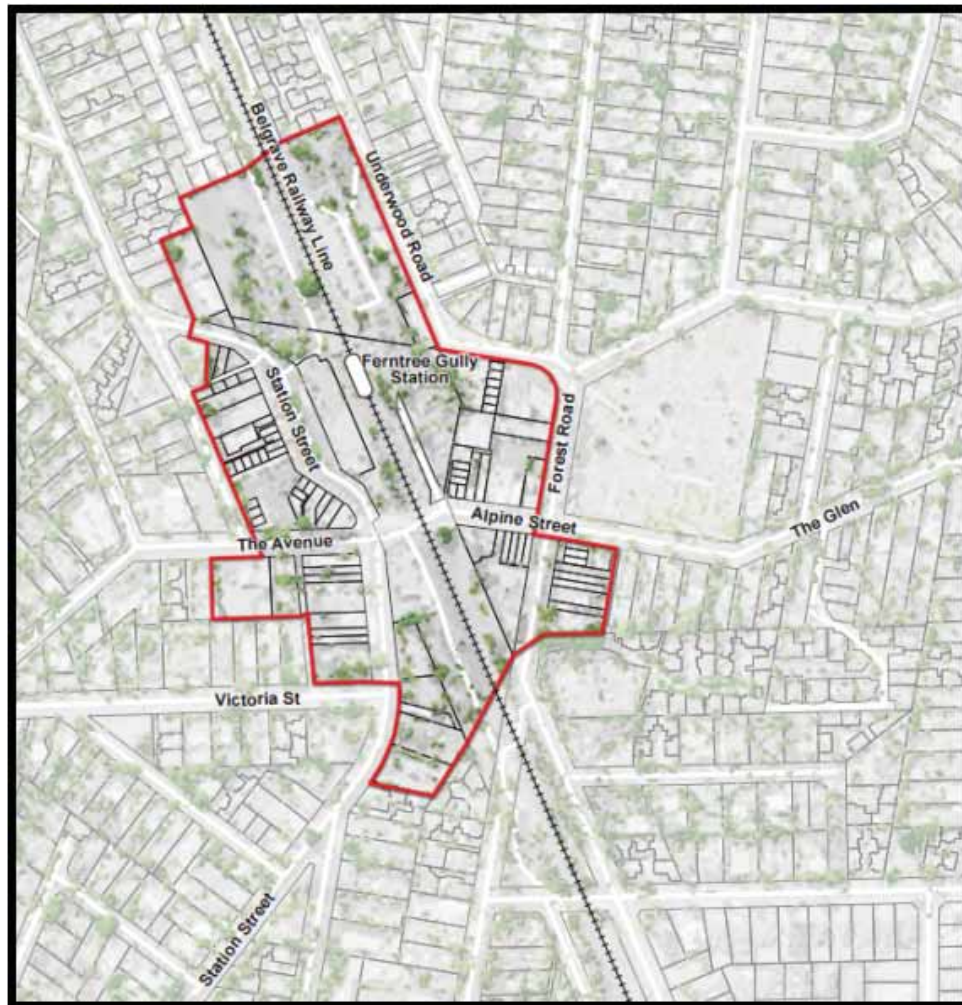 Belgrave Railway Line
Underwood Road
Ferntree Gully
Station
Station Street
Forest Road
Alpine Street
The Glen
The Avenue
Victoria St
Station Street